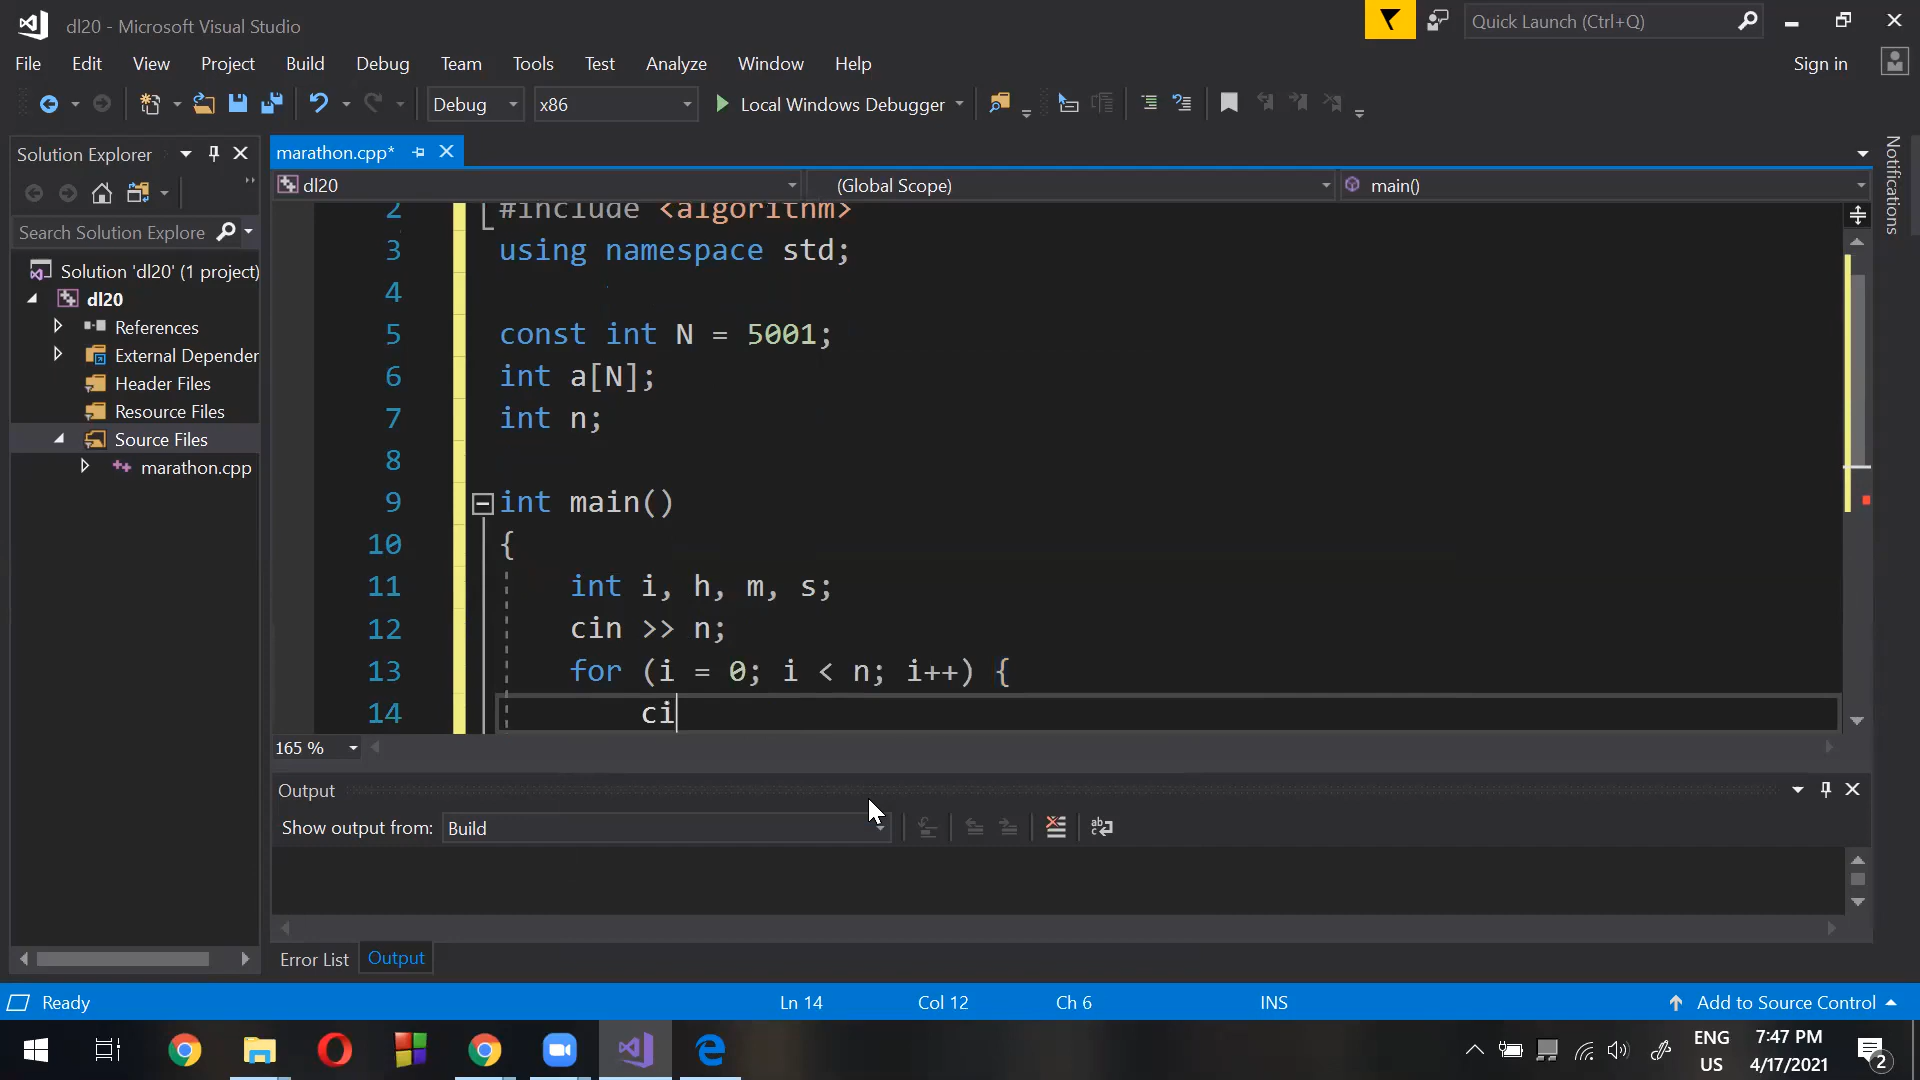 dl20 - Microsoft Visual Studio
Quick Launch (Ctrl+Q)
File Edit View Project Build Debug Team Tools Test Analyze Window Help
Sign in
Debug x86 Local Windows Debugger
Solution Explorer
marathon.cpp*
Notifications
dl20 (Global Scope) main()
Search Solution Explore
Solution 'dl20' (1 project)
dl20
References
External Depender
Header Files
Resource Files
Source Files
marathon.cpp
2 #include <algorithm>
3 using namespace std;
4
5 const int N = 5001;
6 int a[N];
7 int n;
8
9 int main()
10 {
11 int i, h, m, s;
12 cin >> n;
13 for (i = 0; i < n; i++) {
14 ci
165 %
Output
Show output from: Build
Error List Output
Ready Ln 14 Col 12 Ch 6 INS Add to Source Control
ENG 7:47 PM
US 4/17/2021
2